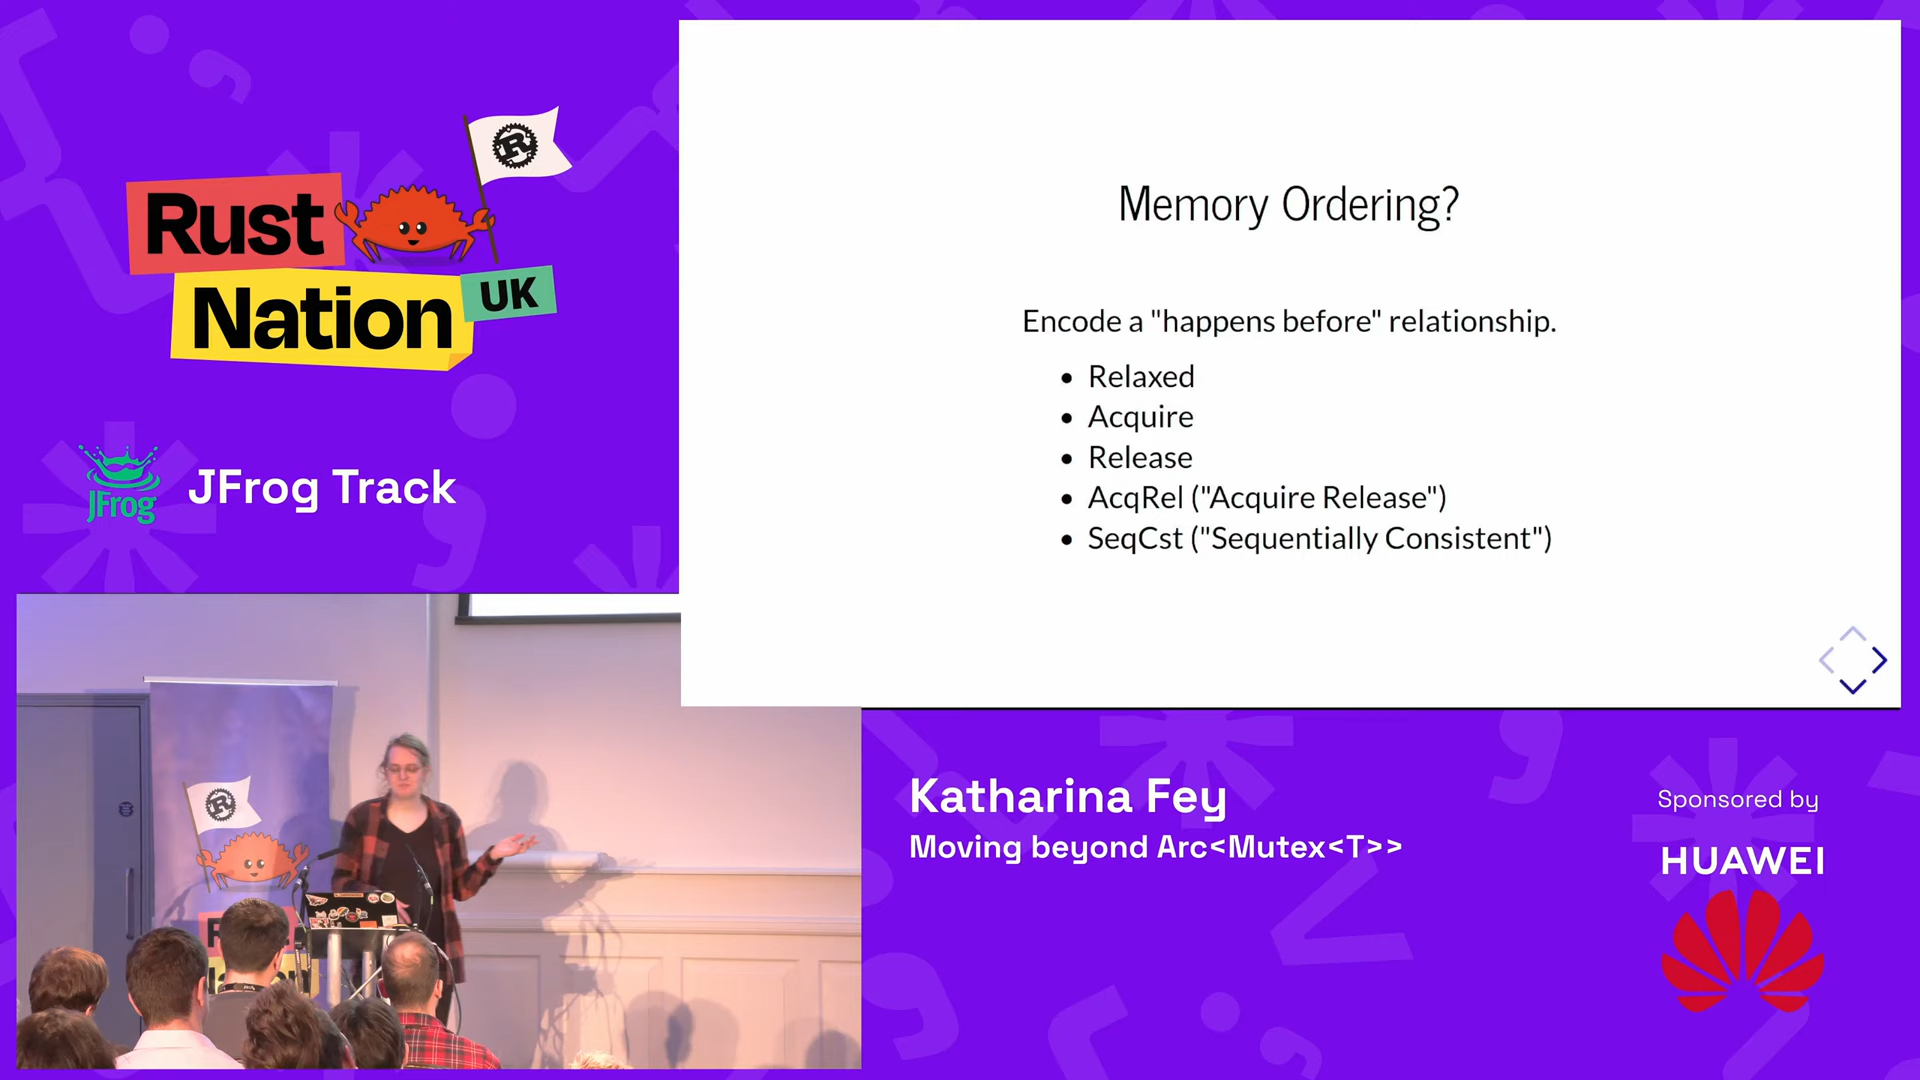 Rust
Nation
UK
JFrog
JFrog Track
Memory Ordering?
Encode a "happens before" relationship.
Relaxed
Acquire
Release
AcqRel ("Acquire Release")
SeqCst ("Sequentially Consistent")
Katharina Fey
Moving beyond Arc<Mutex<T>>
Sponsored by
HUAWEI